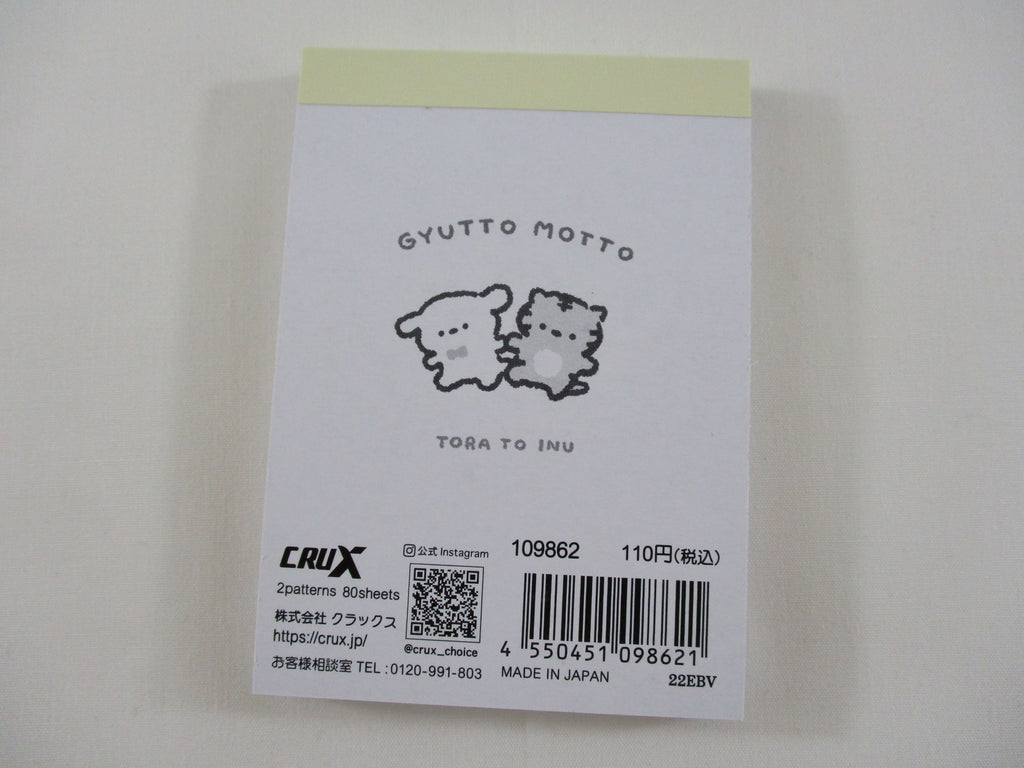 GYUTTO MOTTO
TORA TO INU
CRUX
2patterns 80sheets
株式会社 クラックス
https://crux.jp/
お客様相談室 TEL:0120-991-803
公式 Instagram
@crux_choice
109862 110円(税込)
4 550451 098621
MADE IN JAPAN 22EBV